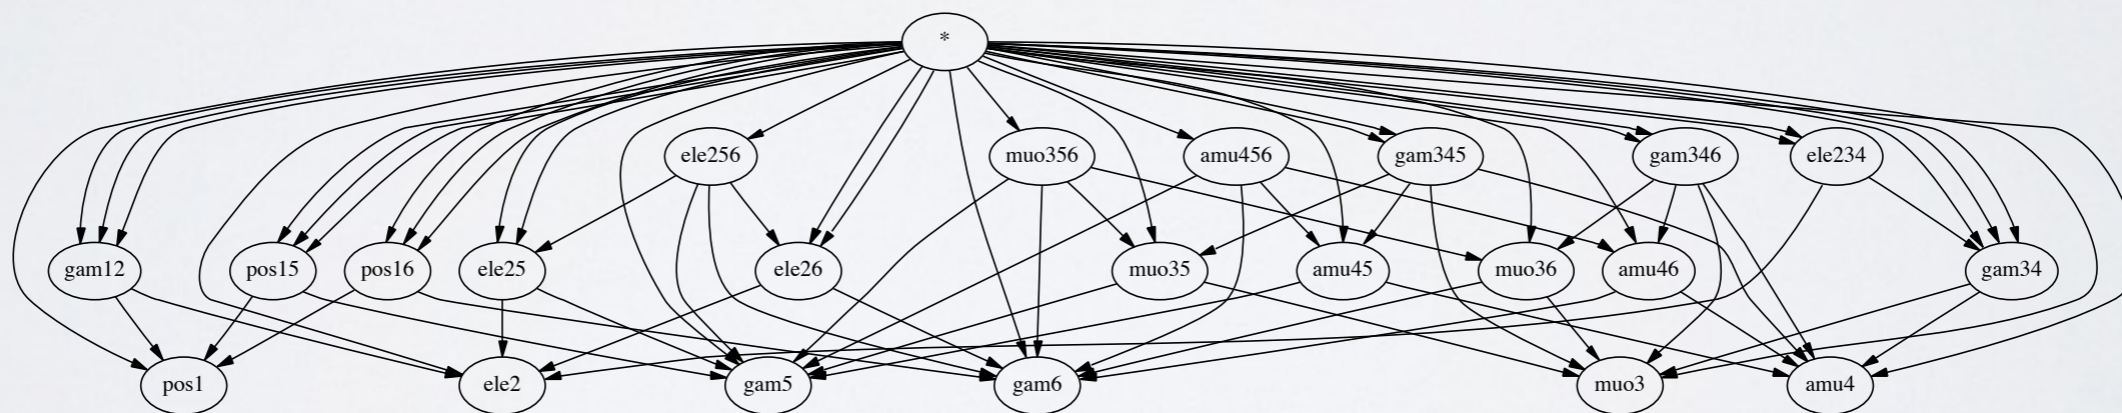 *
ele256 muo356 amu456 gam345 gam346 ele234
gam12 pos15 pos16 ele25 ele26 muo35 amu45 muo36 amu46 gam34
pos1 ele2 gam5 gam6 muo3 amu4